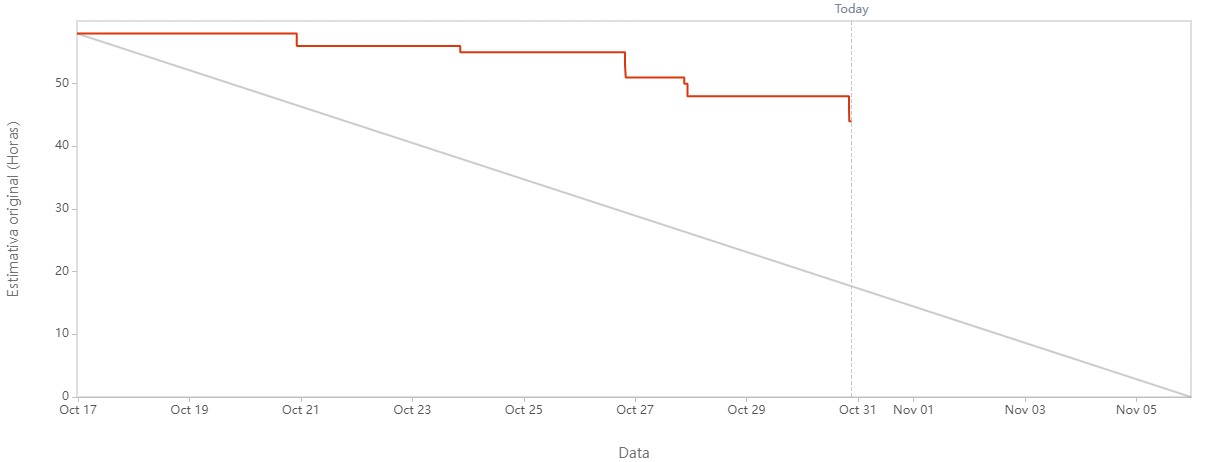 Today
Estimativa original (Horas)
50
40
30
20
10
0
Oct 17 Oct 19 Oct 21 Oct 23 Oct 25 Oct 27 Oct 29 Oct 31 Nov 01 Nov 03 Nov 05
Data